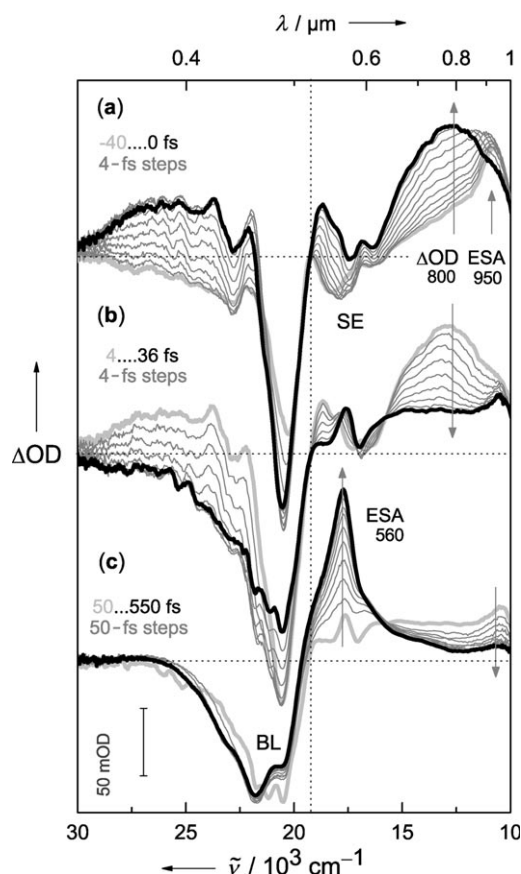 λ / µm
0.4 0.6 0.8 1
(a)
-40....0 fs
4-fs steps
ΔOD ESA
800 950
SE
(b)
4....36 fs
4-fs steps
ΔOD
ESA
560
(c)
50...550 fs
50-fs steps
BL
50 mOD
30 25 20 15 10
ν̃ / 10³ cm⁻¹